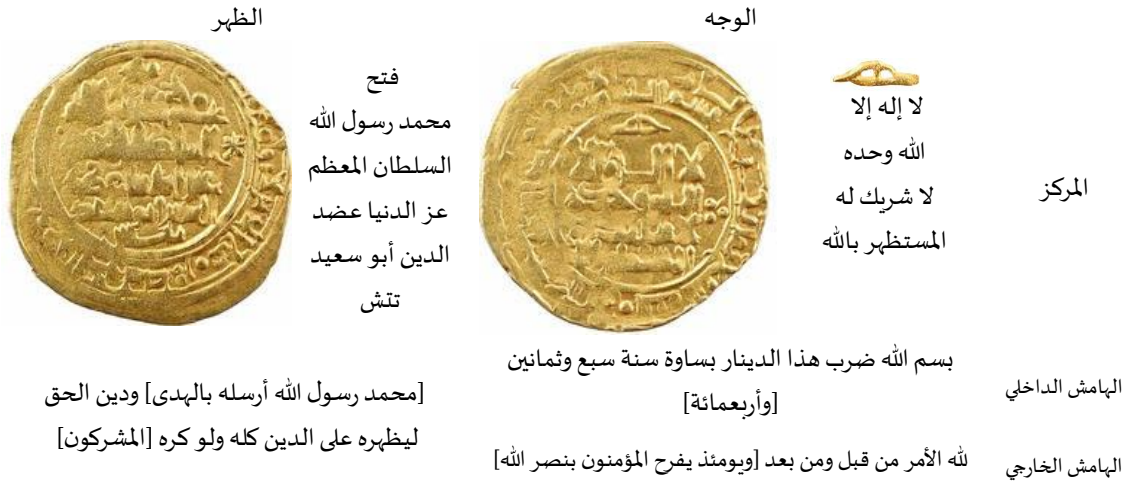 الوجه
الظهر
المركز
لا إله إلا
الله وحده
لا شريك له
المستظهر بالله
فتح
محمد رسول الله
السلطان المعظم
عز الدنيا عضد
الدين أبو سعيد
تتش
الهامش الداخلي
بسم الله ضرب هذا الدينار بساوة سنة سبع وثمانين
[وأربعمائة]
[محمد رسول الله أرسله بالهدى] ودين الحق
ليظهره على الدين كله ولو كره [المشركون]
الهامش الخارجي
لله الأمر من قبل ومن بعد [ويومئذ يفرح المؤمنون بنصر الله]